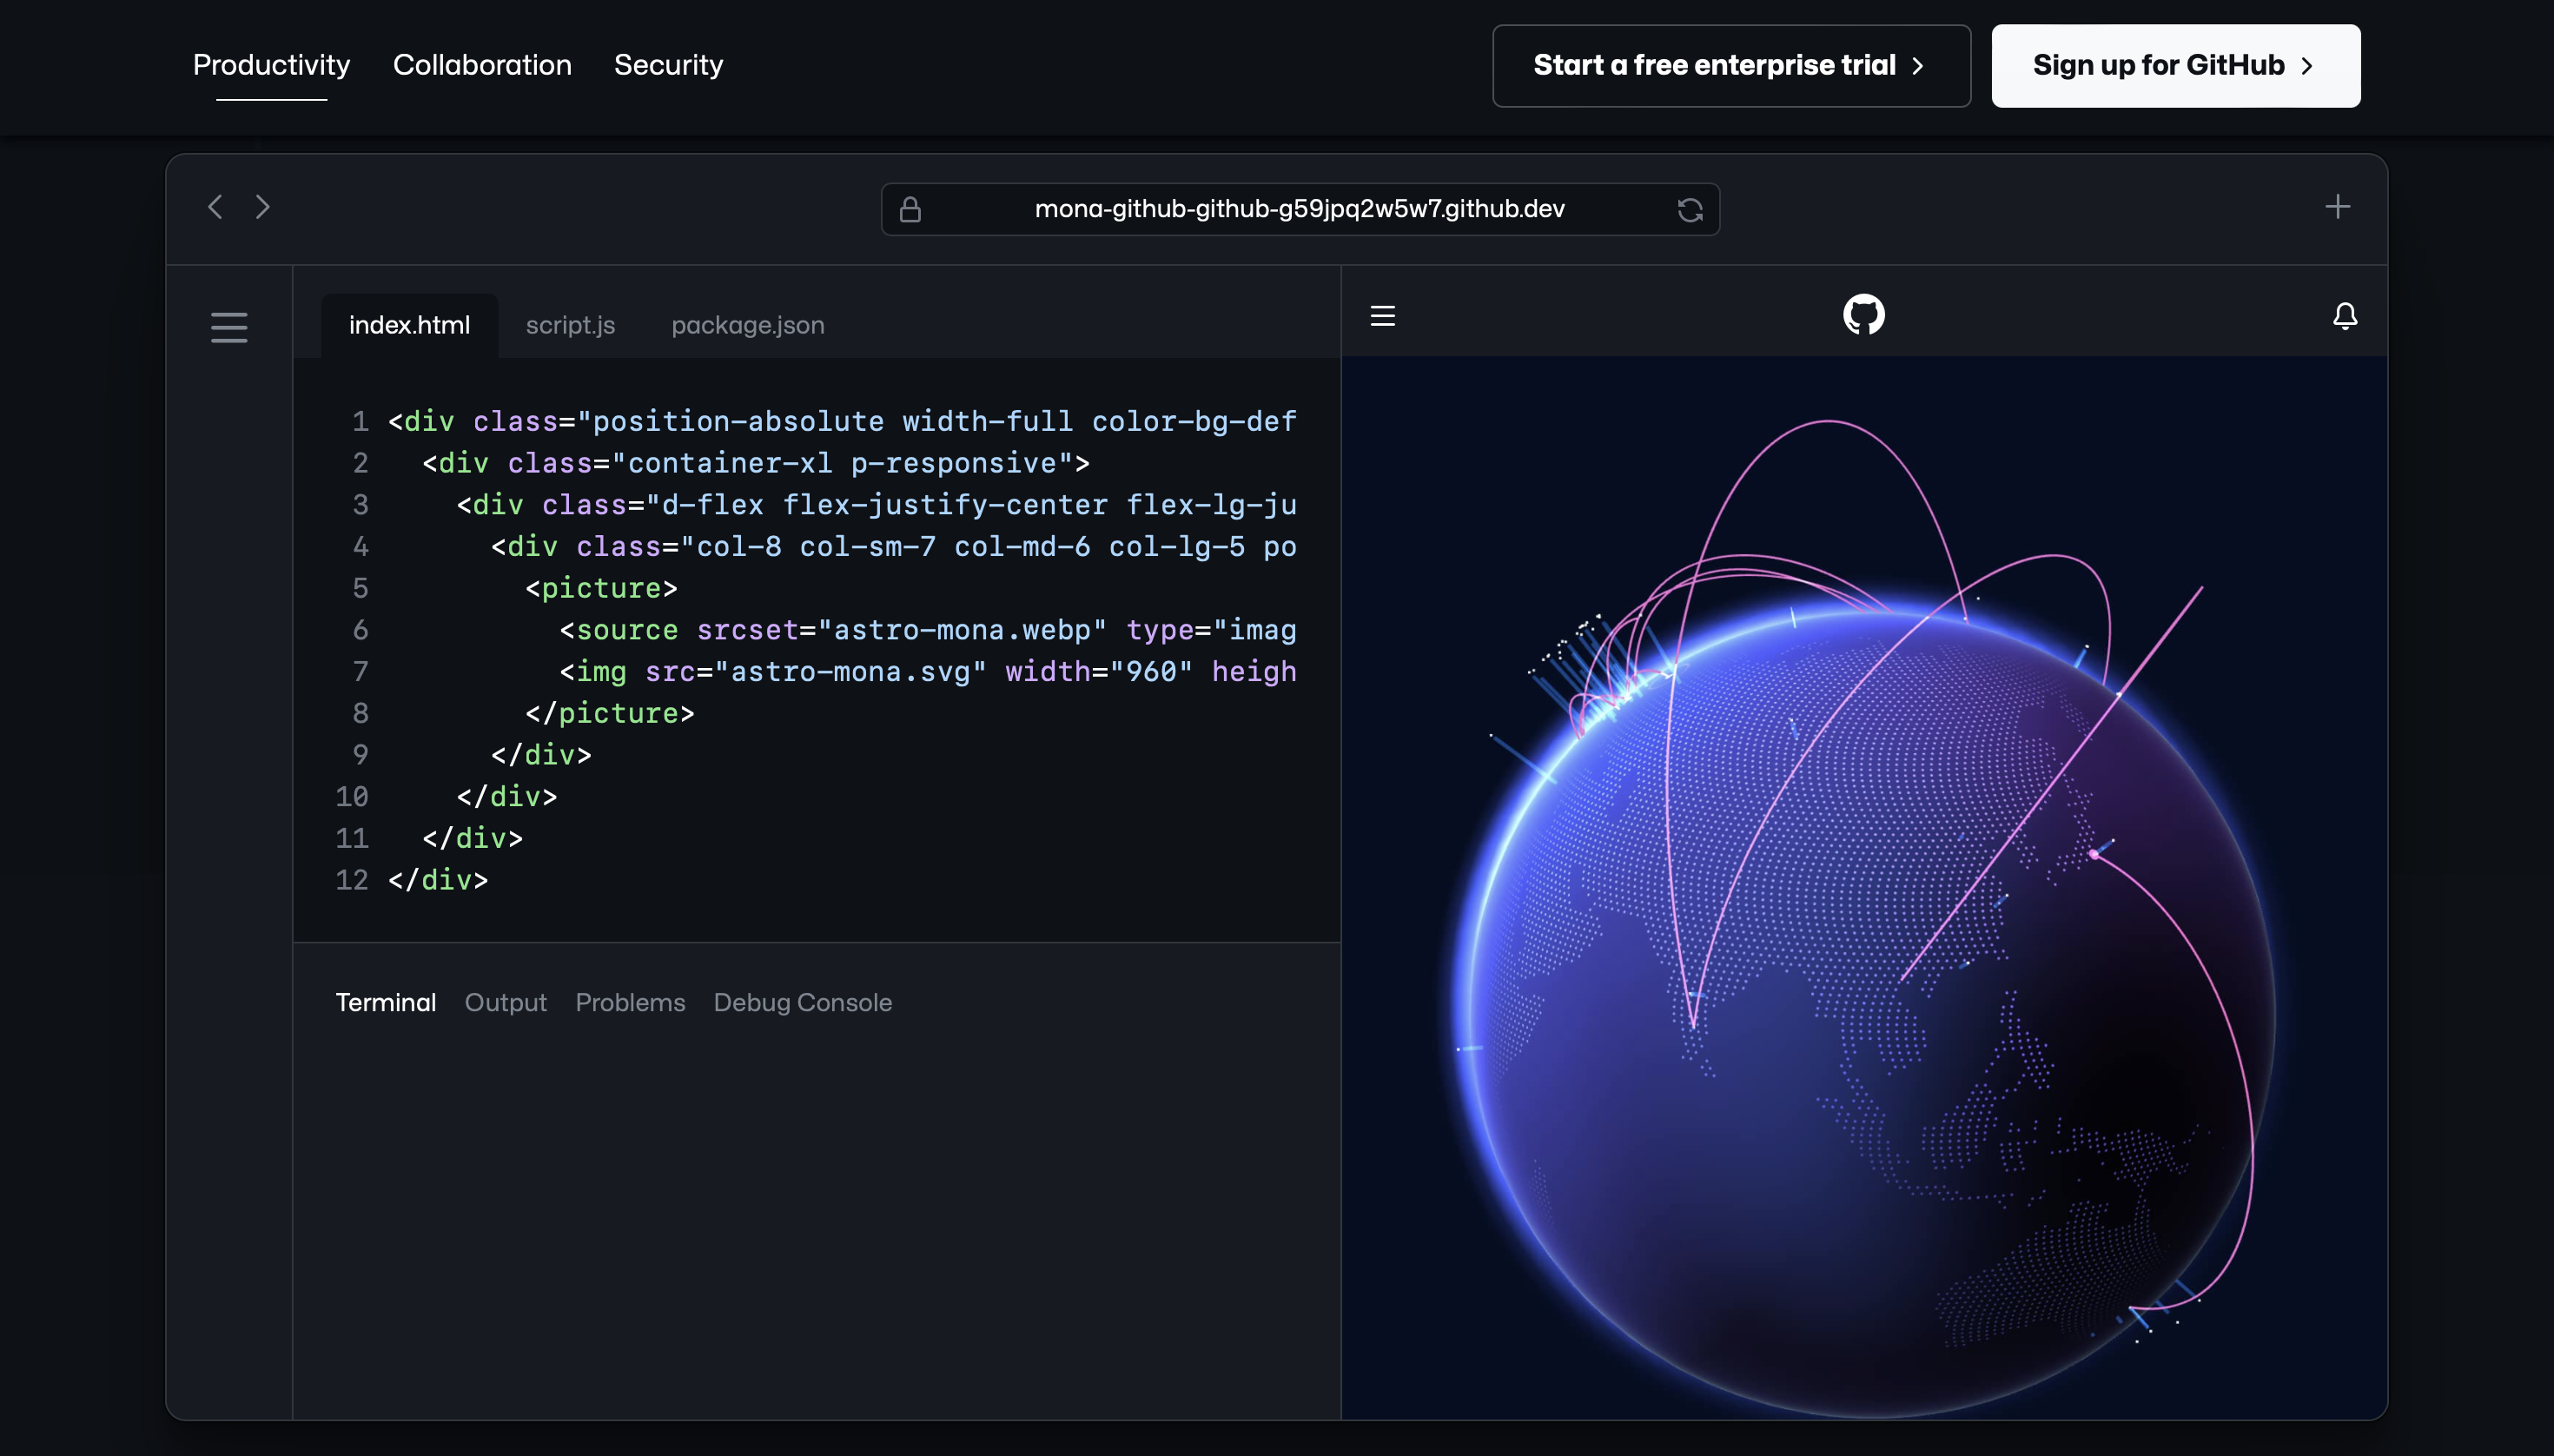 Productivity Collaboration Security Start a free enterprise trial Sign up for GitHub
mona-github-github-g59jpq2w5w7.github.dev
index.html script.js package.json
1 <div class="position-absolute width-full color-bg-def
2 <div class="container-xl p-responsive">
3 <div class="d-flex flex-justify-center flex-lg-ju
4 <div class="col-8 col-sm-7 col-md-6 col-lg-5 po
5 <picture>
6 <source srcset="astro-mona.webp" type="imag
7 <img src="astro-mona.svg" width="960" heigh
8 </picture>
9 </div>
10 </div>
11 </div>
12 </div>
Terminal Output Problems Debug Console